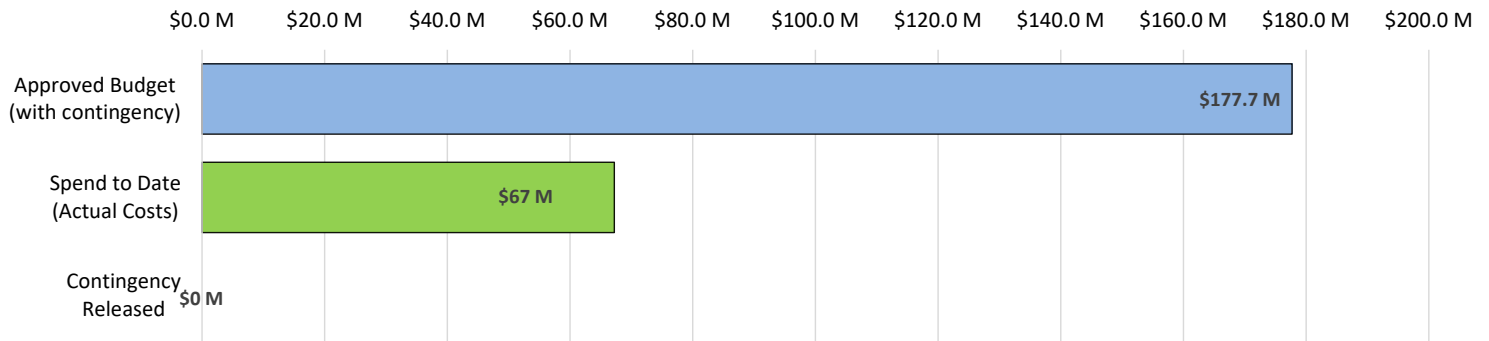 $0.0 M $20.0 M $40.0 M $60.0 M $80.0 M $100.0 M $120.0 M $140.0 M $160.0 M $180.0 M $200.0 M
Approved Budget
(with contingency)
$177.7 M
Spend to Date
(Actual Costs)
$67 M
Contingency
Released
$0 M